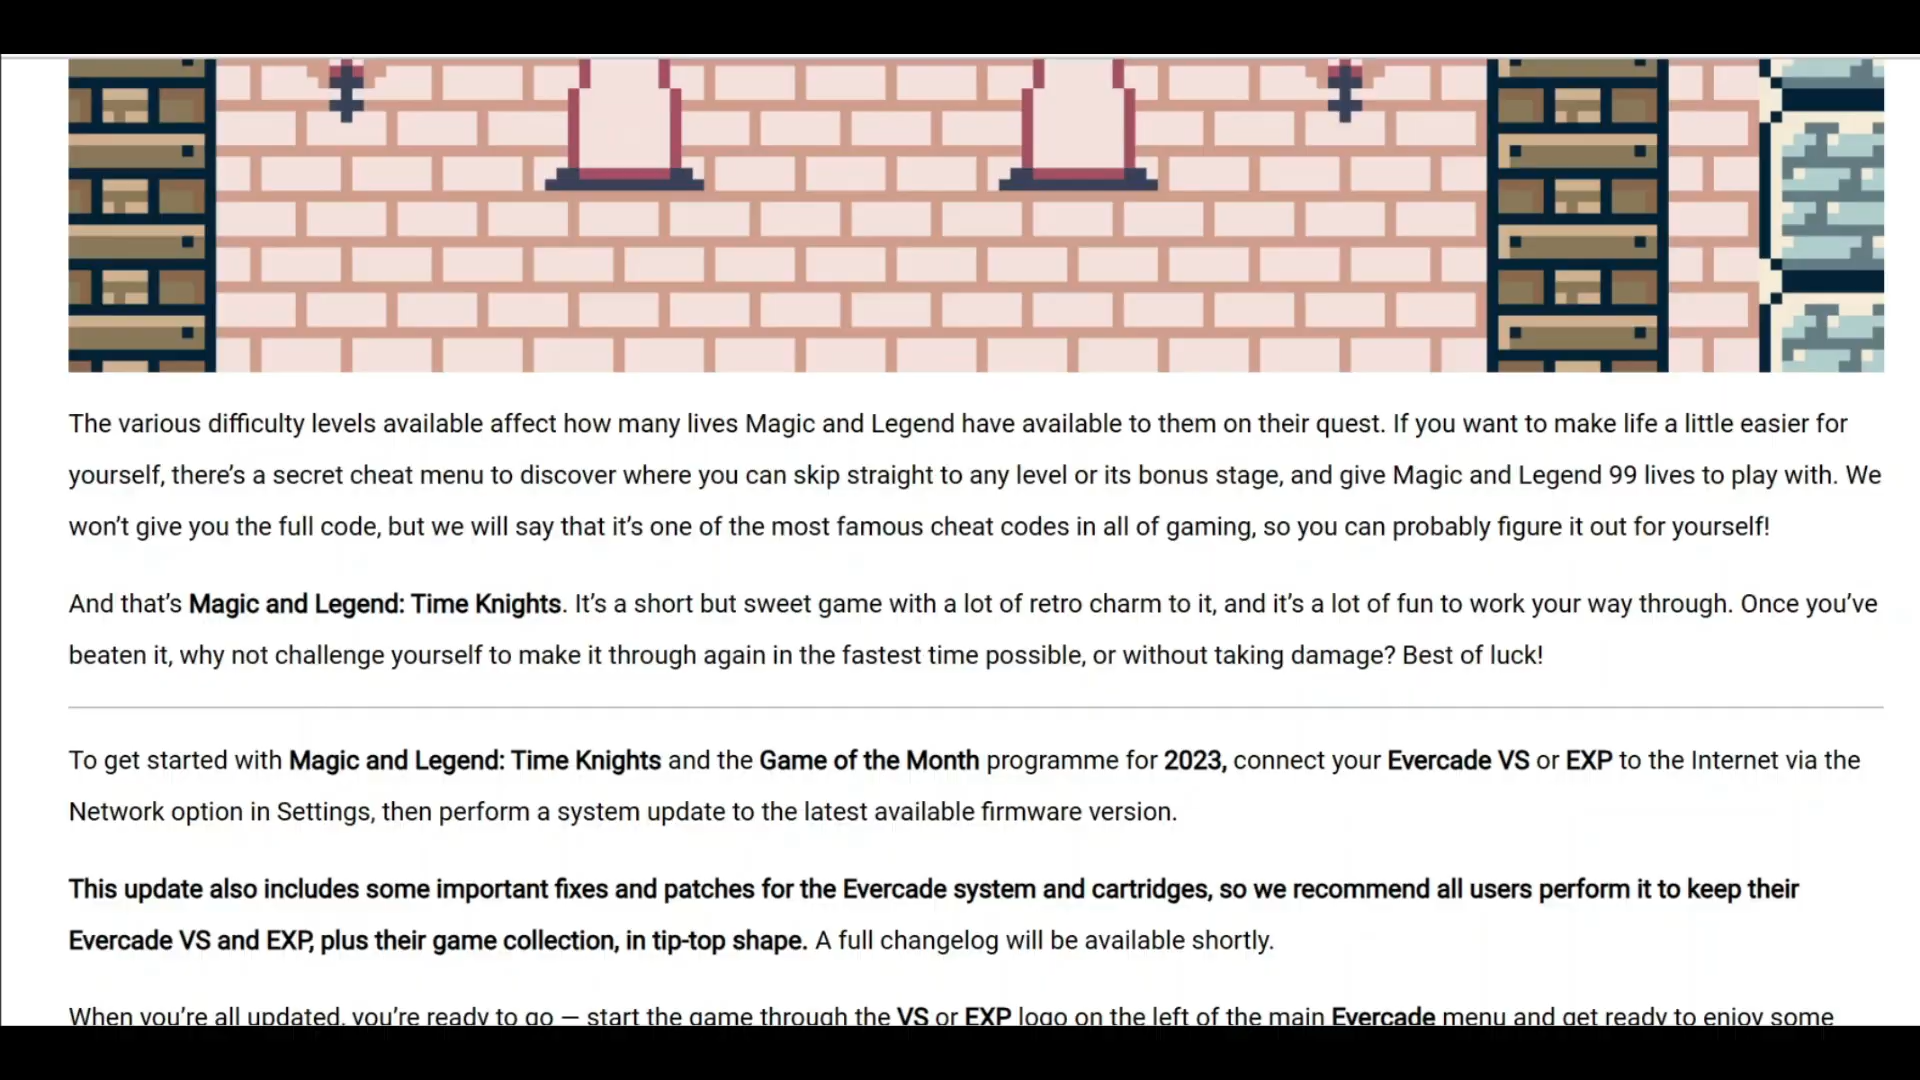 The various difficulty levels available affect how many lives Magic and Legend have available to them on their quest. If you want to make life a little easier for
yourself, there’s a secret cheat menu to discover where you can skip straight to any level or its bonus stage, and give Magic and Legend 99 lives to play with. We
won’t give you the full code, but we will say that it’s one of the most famous cheat codes in all of gaming, so you can probably figure it out for yourself!
And that’s Magic and Legend: Time Knights. It’s a short but sweet game with a lot of retro charm to it, and it’s a lot of fun to work your way through. Once you’ve
beaten it, why not challenge yourself to make it through again in the fastest time possible, or without taking damage? Best of luck!
To get started with Magic and Legend: Time Knights and the Game of the Month programme for 2023, connect your Evercade VS or EXP to the Internet via the
Network option in Settings, then perform a system update to the latest available firmware version.
This update also includes some important fixes and patches for the Evercade system and cartridges, so we recommend all users perform it to keep their
Evercade VS and EXP, plus their game collection, in tip-top shape. A full changelog will be available shortly.
When you’re all updated, you’re ready to go — start the game through the VS or EXP logo on the left of the main Evercade menu and get ready to enjoy some